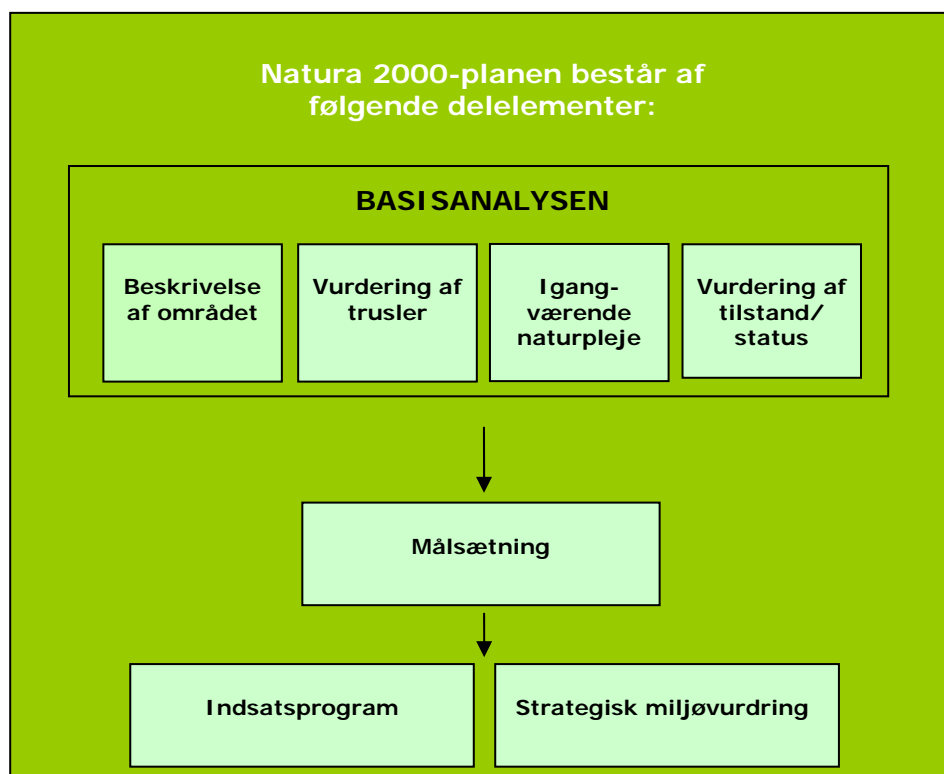 Natura 2000-planen består af
følgende delelementer:
BASISANALYSEN
Beskrivelse
af området
Vurdering af
trusler
Igang-
værende
naturpleje
Vurdering af
tilstand/
status
Målsætning
Indsatsprogram
Strategisk miljøvurdring